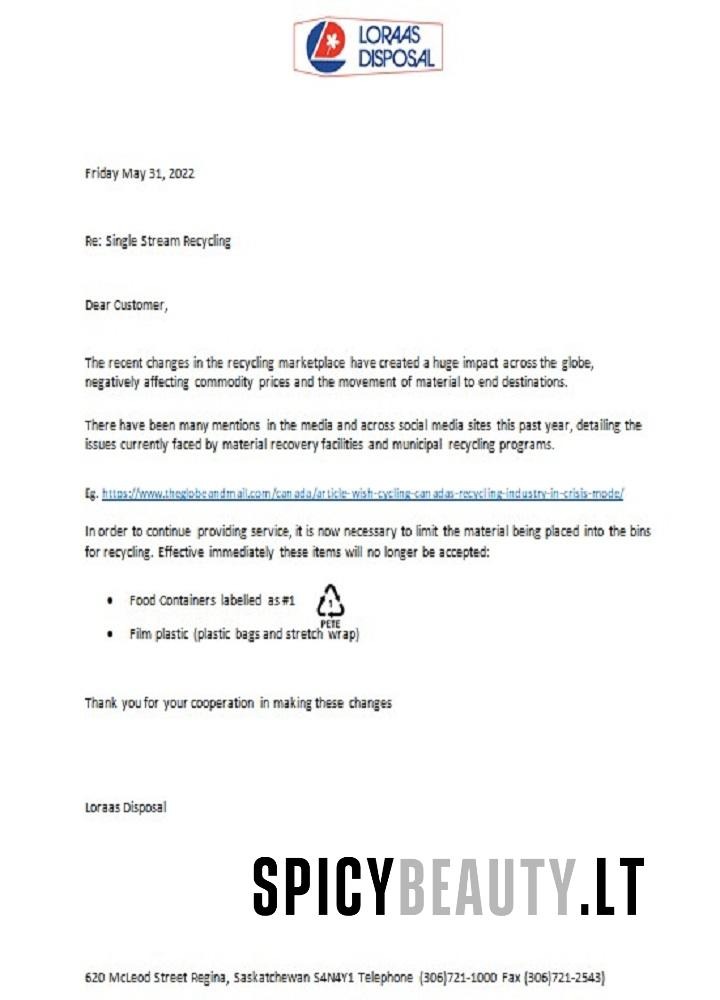 LORAAS
DISPOSAL
Friday May 31, 2022
Re: Single Stream Recycling
Dear Customer,
The recent changes in the recycling marketplace have created a huge impact across the globe,
negatively affecting commodity prices and the movement of material to end destinations.
There have been many mentions in the media and across social media sites this past year, detailing the
issues currently faced by material recovery facilities and municipal recycling programs.
Eg. https://www.theglobeandmail.com/canada/article-wish-cycling-canadas-recycling-industry-in-crisis-mode/
In order to continue providing service, it is now necessary to limit the material being placed into the bins
for recycling. Effective immediately these items will no longer be accepted:
• Food Containers labelled as #1
1
PETE
• Film plastic (plastic bags and stretch wrap)
Thank you for your cooperation in making these changes
Loraas Disposal
SPICYBEAUTY.LT
620 McLeod Street Regina, Saskatchewan S4N4Y1 Telephone (306)721-1000 Fax (306)721-2543)